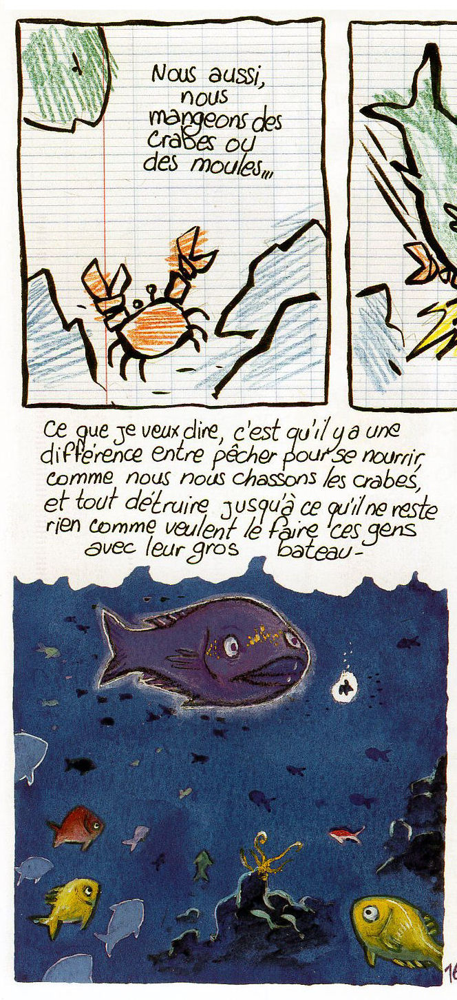 Nous aussi,
nous
mangeons des
crabes ou
des moules...
Ce que je veux dire, c'est qu'il y a une
différence entre pêcher pour se nourrir,
comme nous nous chassons les crabes,
et tout détruire jusqu'à ce qu'il ne reste
rien comme veulent le faire ces gens
avec leur gros bateau-
16